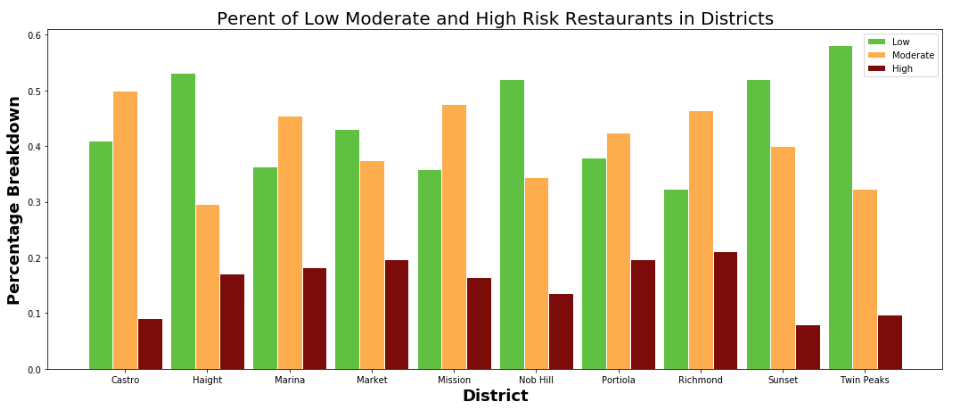 Perent of Low Moderate and High Risk Restaurants in Districts
Low
Moderate
High
Percentage Breakdown
0.6
0.5
0.4
0.3
0.2
0.1
0.0
Castro Haight Marina Market Mission Nob Hill Portiola Richmond Sunset Twin Peaks
District